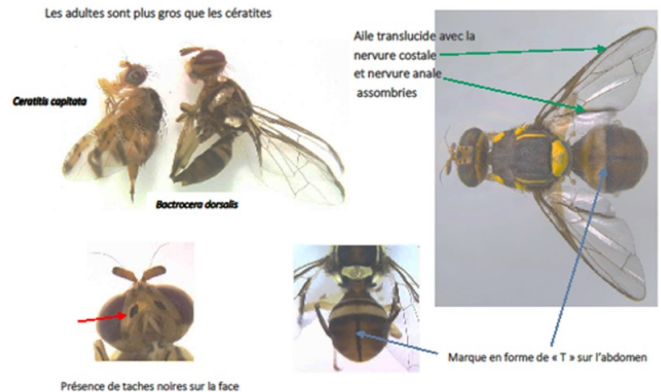 Les adultes sont plus gros que les cératites
Aile translucide avec la
nervure costale
et nervure anale
assombries
Ceratitis capitata
Bactrocera dorsalis
Marque en forme de « T » sur l'abdomen
Présence de taches noires sur la face